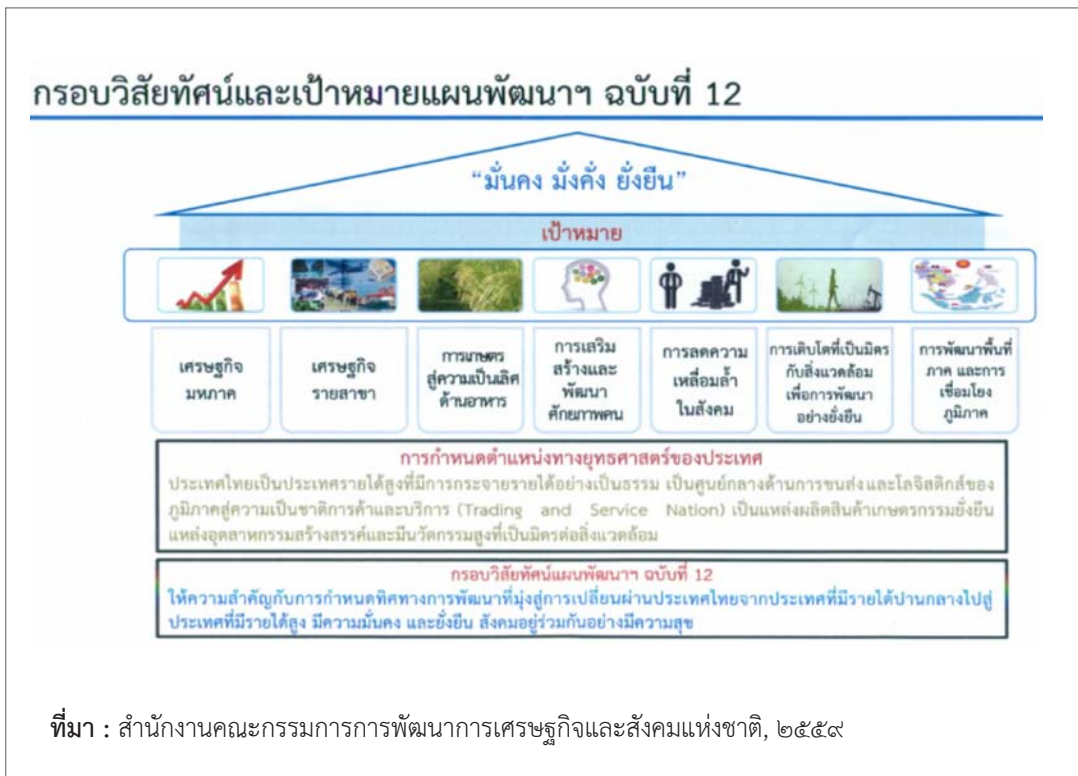 กรอบวิสัยทัศน์และเป้าหมายแผนพัฒนาฯ ฉบับที่ 12
“มั่นคง มั่งคั่ง ยั่งยืน”
เป้าหมาย
เศรษฐกิจ
มหภาค
เศรษฐกิจ
รายสาขา
การเกษตร
สู่ความเป็นเลิศ
ด้านอาหาร
การเสริม
สร้างและ
พัฒนา
ศักยภาพคน
การลดความ
เหลื่อมล้ำ
ในสังคม
การเติบโตที่เป็นมิตร
กับสิ่งแวดล้อม
เพื่อการพัฒนา
อย่างยั่งยืน
การพัฒนาพื้นที่
ภาค และการ
เชื่อมโยง
ภูมิภาค
การกำหนดตำแหน่งทางยุทธศาสตร์ของประเทศ
ประเทศไทยเป็นประเทศรายได้สูงที่มีการกระจายรายได้อย่างเป็นธรรม เป็นศูนย์กลางด้านการขนส่งและโลจิสติกส์ของ
ภูมิภาคสู่ความเป็นชาติการค้าและบริการ (Trading and Service Nation) เป็นแหล่งผลิตสินค้าเกษตรกรรมยั่งยืน
แหล่งอุตสาหกรรมสร้างสรรค์และมีนวัตกรรมสูงที่เป็นมิตรต่อสิ่งแวดล้อม
กรอบวิสัยทัศน์แผนพัฒนาฯ ฉบับที่ 12
ให้ความสำคัญกับการกำหนดทิศทางการพัฒนาที่มุ่งสู่การเปลี่ยนผ่านประเทศไทยจากประเทศที่มีรายได้ปานกลางไปสู่
ประเทศที่มีรายได้สูง มีความมั่นคง และยั่งยืน สังคมอยู่ร่วมกันอย่างมีความสุข
ที่มา : สำนักงานคณะกรรมการการพัฒนาการเศรษฐกิจและสังคมแห่งชาติ, ๒๕๕๙